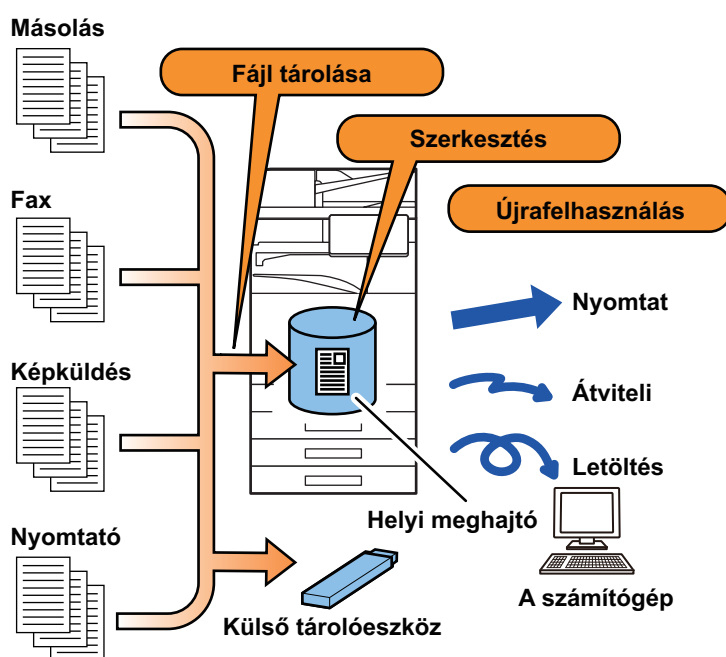 Másolás
Fájl tárolása
Szerkesztés
Fax
Újrafelhasználás
Nyomtat
Képküldés
Átviteli
Letöltés
Helyi meghajtó
Nyomtató
A számítógép
Külső tárolóeszköz